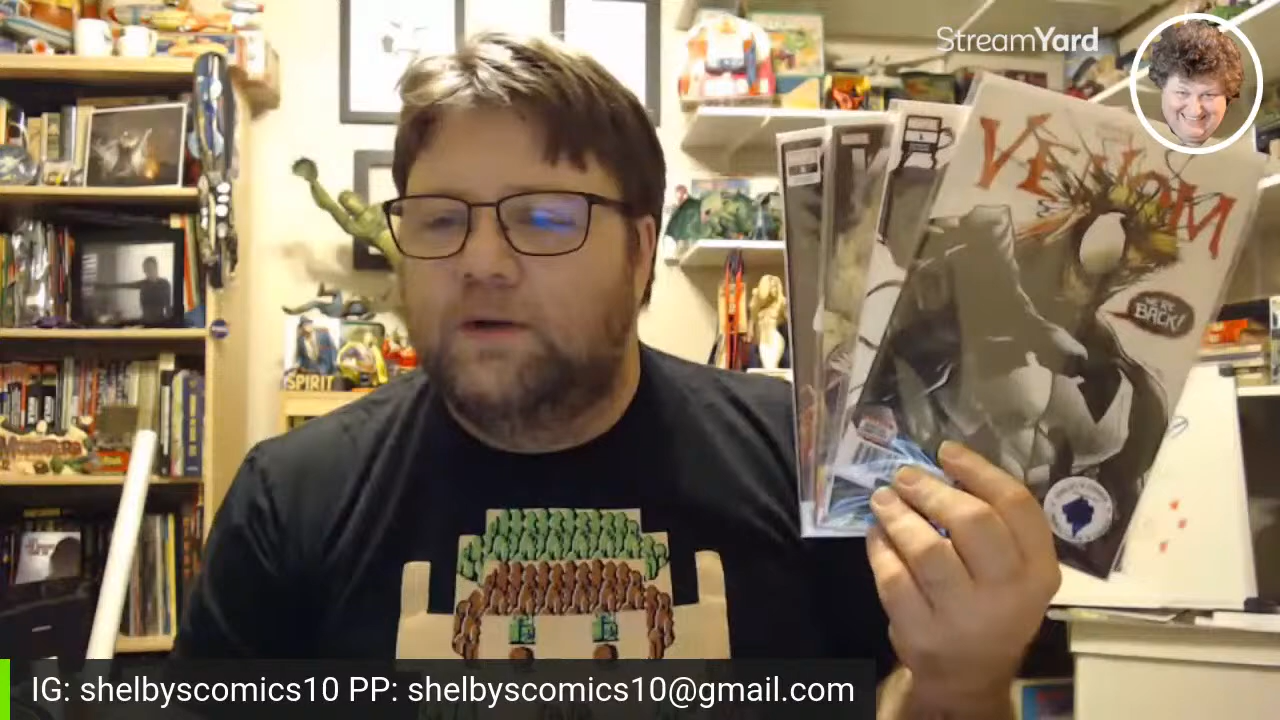 StreamYard
VENOM
WE'RE
BACK!
SPIRIT
IG: shelbyscomics10 PP: shelbyscomics10@gmail.com